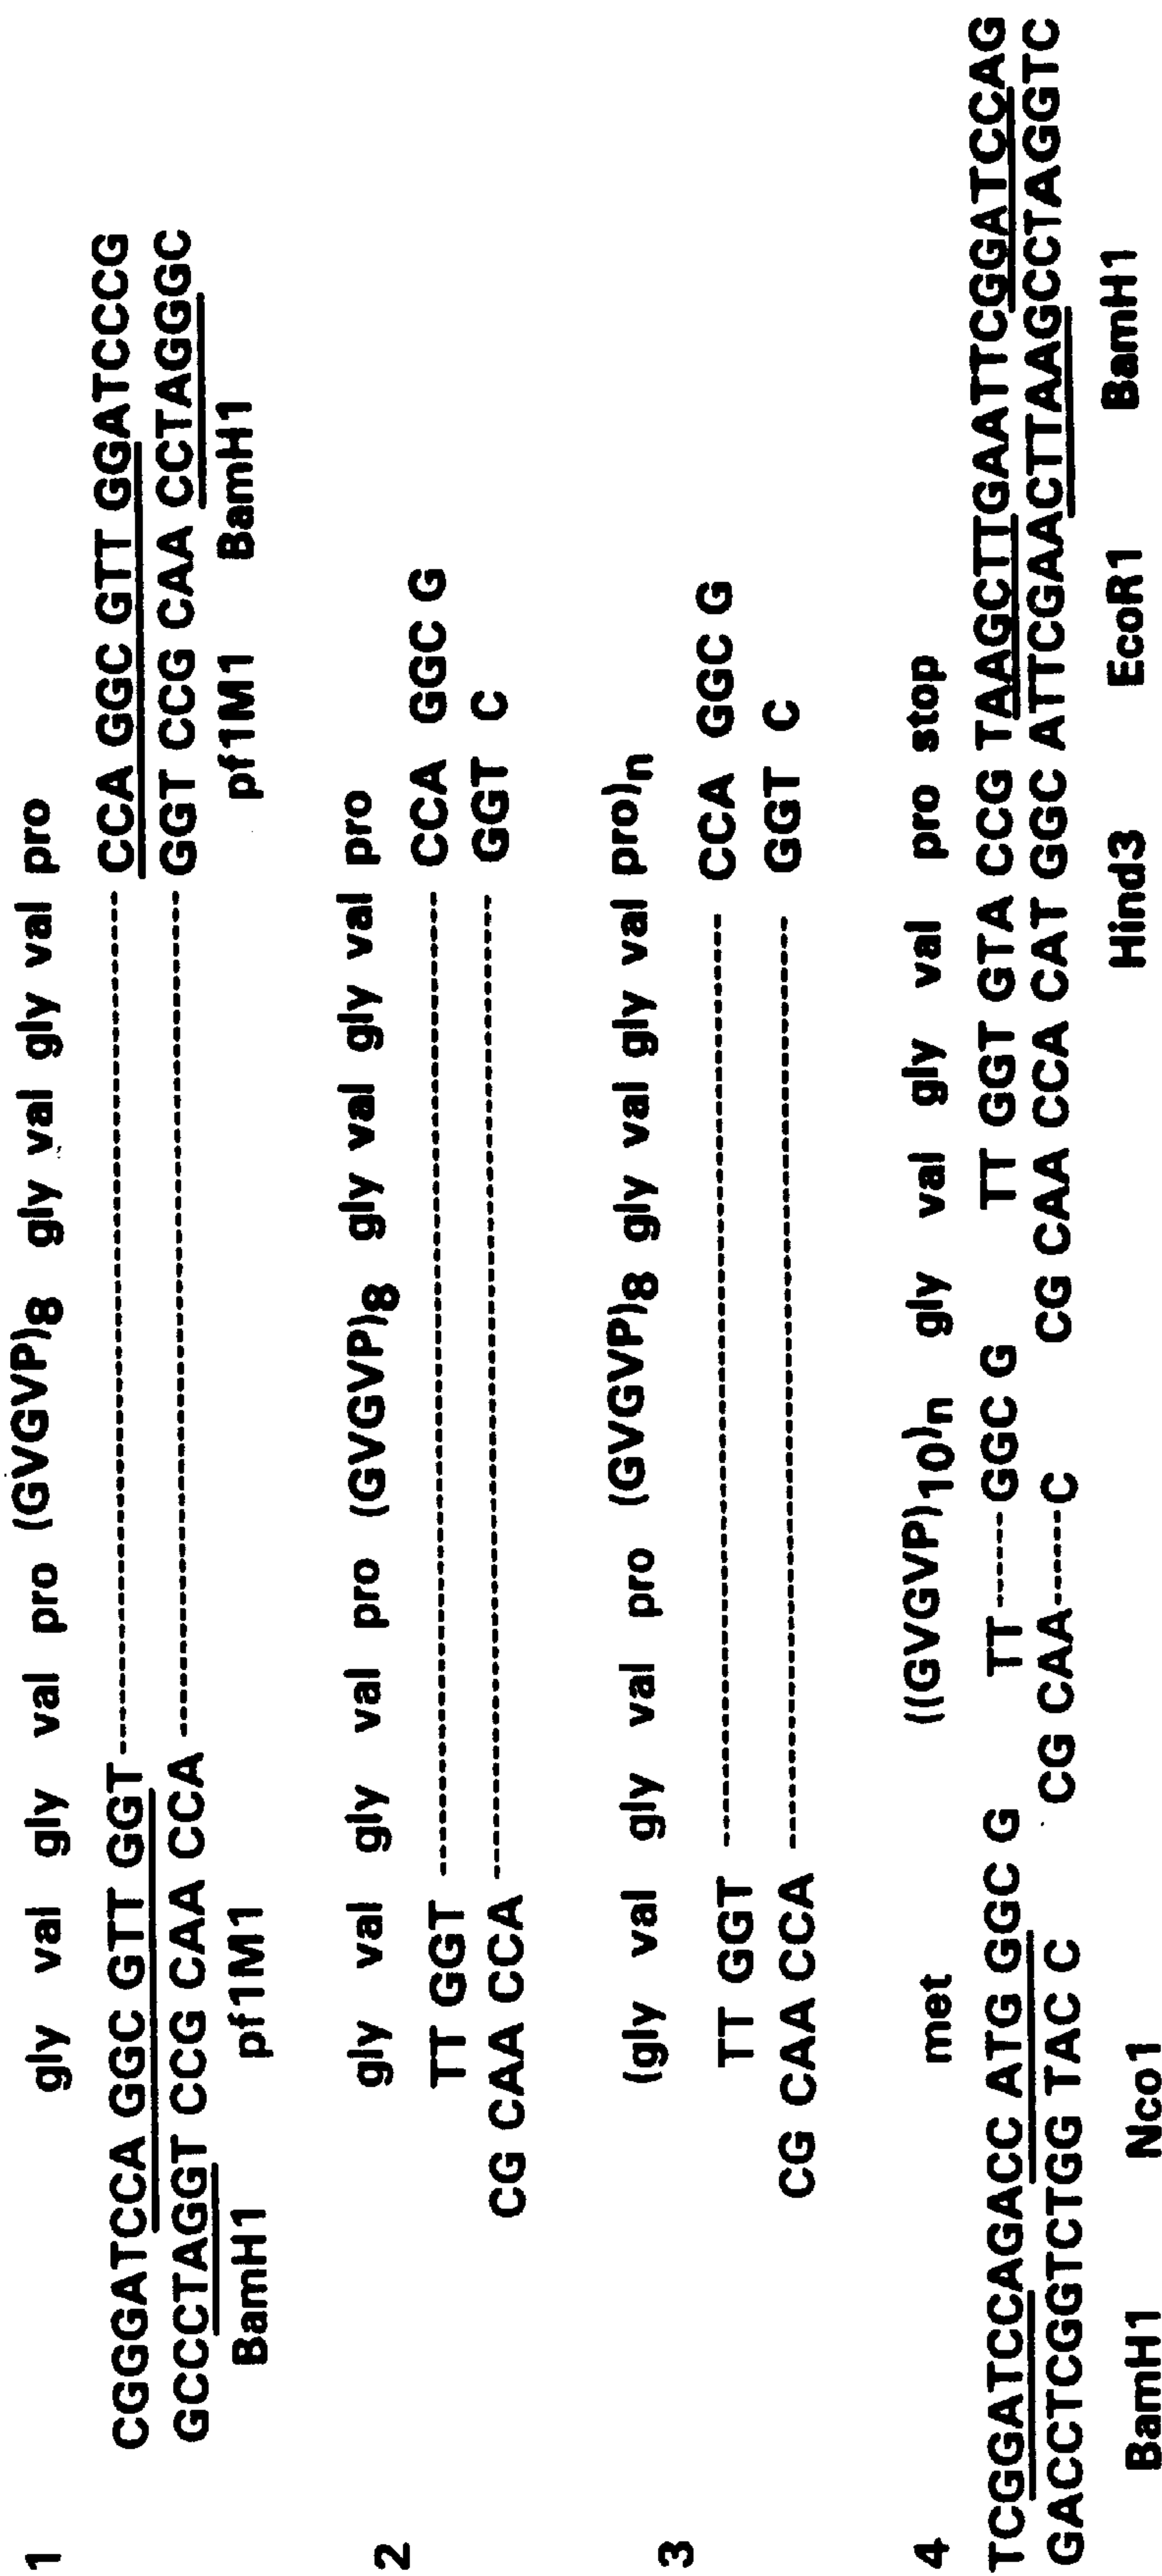 1 gly val gly val pro (GVGVP)8 gly val gly val pro
CGGGATCCA GGC GTT GGT ------ CCA GGC GTT GGATCCCG
GCCCTAGGT CCG CAA CCA ------ GGT CCG CAA CCTAGGGC
BamH1 pf1M1 pf1M1 BamH1
2 gly val gly val pro (GVGVP)8 gly val gly val pro
TT GGT ------ CCA GGC G
CG CAA CCA ------ GGT C
3 (gly val gly val pro (GVGVP)8 gly val gly val pro)n
TT GGT ------ CCA GGC G
CG CAA CCA ------ GGT C
4 met ((GVGVP)10)n gly val gly val pro stop
TCGGATCCAGACC ATG GGC G TT ------GGC G TT GGT GTA CCG TAAGCTTGAATTCGGATCCAG
GACCTCGGTCTGG TAC C CG CAA------C CG CAA CCA CAT GGC ATTCGAACTTAAGCCTAGGTC
BamH1 Nco1 Hind3 EcoR1 BamH1